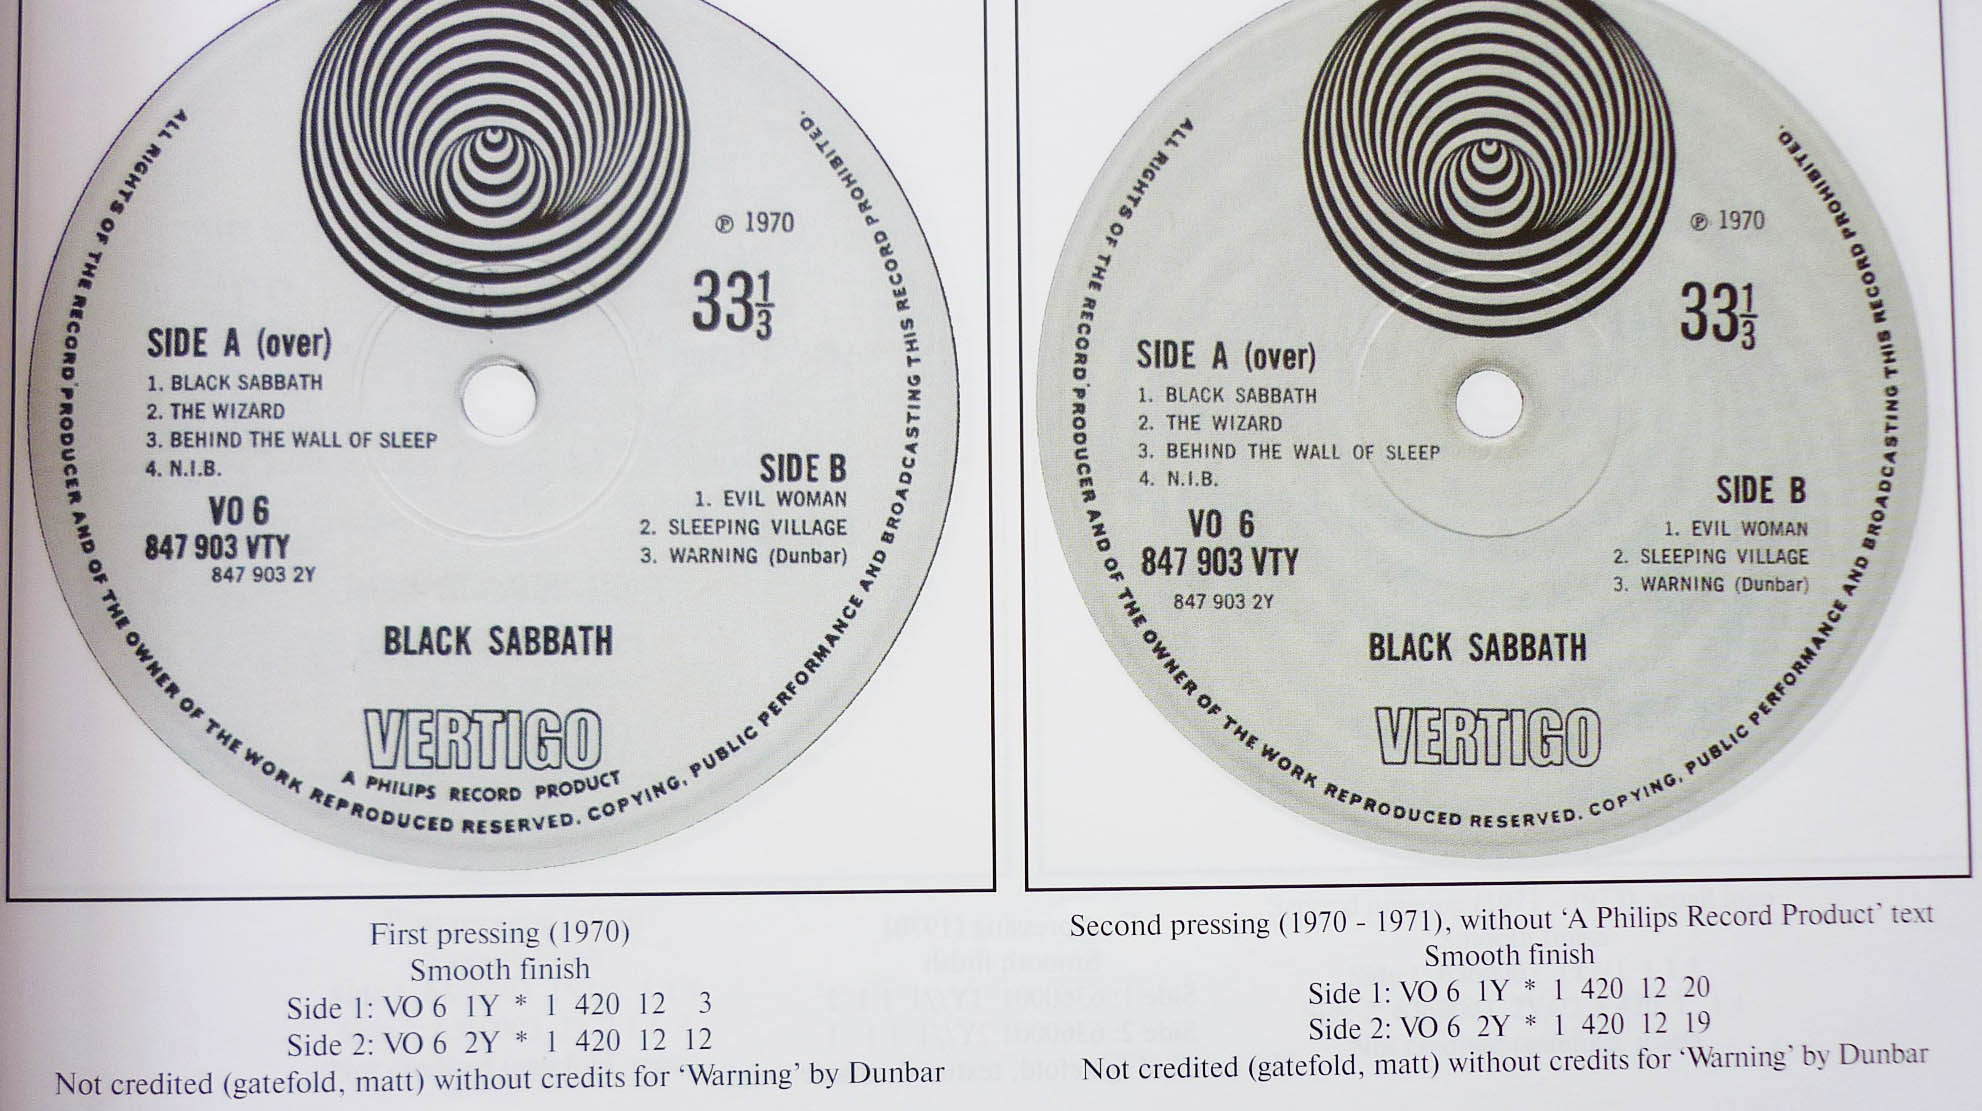 ALL RIGHTS OF THE RECORD PRODUCER AND OF THE OWNER OF THE WORK REPRODUCED RESERVED. COPYING, PUBLIC PERFORMANCE AND BROADCASTING THIS RECORD PROHIBITED.
℗ 1970
33 1/3
SIDE A (over)
1. BLACK SABBATH
2. THE WIZARD
3. BEHIND THE WALL OF SLEEP
4. N.I.B.
VO 6
847 903 VTY
847 903 2Y
SIDE B
1. EVIL WOMAN
2. SLEEPING VILLAGE
3. WARNING (Dunbar)
BLACK SABBATH
VERTIGO
A PHILIPS RECORD PRODUCT
First pressing (1970)
Smooth finish
Side 1: VO 6 1Y * 1 420 12 3
Side 2: VO 6 2Y * 1 420 12 12
Not credited (gatefold, matt) without credits for ‘Warning’ by Dunbar
ALL RIGHTS OF THE RECORD PRODUCER AND OF THE OWNER OF THE WORK REPRODUCED RESERVED. COPYING, PUBLIC PERFORMANCE AND BROADCASTING THIS RECORD PROHIBITED.
℗ 1970
33 1/3
SIDE A (over)
1. BLACK SABBATH
2. THE WIZARD
3. BEHIND THE WALL OF SLEEP
4. N.I.B.
VO 6
847 903 VTY
847 903 2Y
SIDE B
1. EVIL WOMAN
2. SLEEPING VILLAGE
3. WARNING (Dunbar)
BLACK SABBATH
VERTIGO
Second pressing (1970 - 1971), without ‘A Philips Record Product’ text
Smooth finish
Side 1: VO 6 1Y * 1 420 12 20
Side 2: VO 6 2Y * 1 420 12 19
Not credited (gatefold, matt) without credits for ‘Warning’ by Dunbar